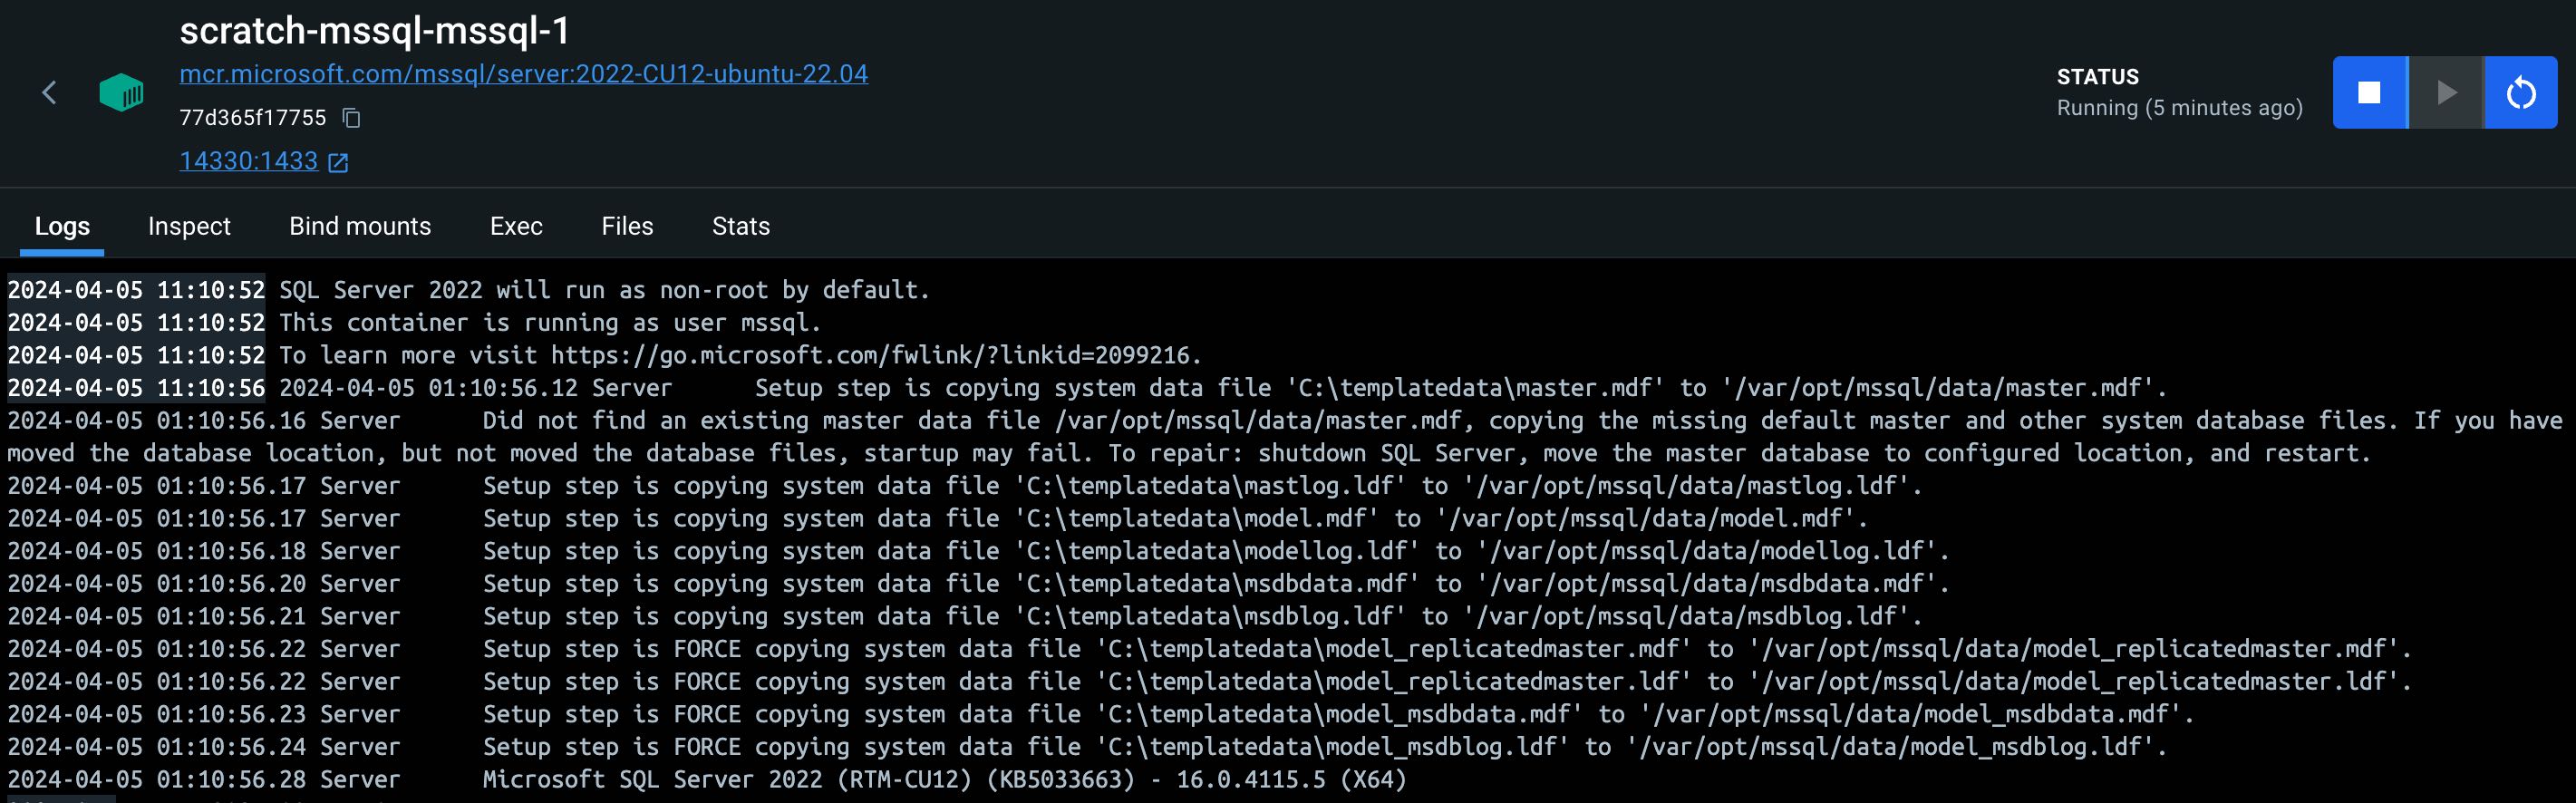 scratch-mssql-mssql-1
mcr.microsoft.com/mssql/server:2022-CU12-ubuntu-22.04
77d365f17755
14330:1433
STATUS
Running (5 minutes ago)
Logs Inspect Bind mounts Exec Files Stats
2024-04-05 11:10:52 SQL Server 2022 will run as non-root by default.
2024-04-05 11:10:52 This container is running as user mssql.
2024-04-05 11:10:52 To learn more visit https://go.microsoft.com/fwlink/?linkid=2099216.
2024-04-05 11:10:56 2024-04-05 01:10:56.12 Server      Setup step is copying system data file 'C:\templatedata\master.mdf' to '/var/opt/mssql/data/master.mdf'.
2024-04-05 01:10:56.16 Server      Did not find an existing master data file /var/opt/mssql/data/master.mdf, copying the missing default master and other system database files. If you have
moved the database location, but not moved the database files, startup may fail. To repair: shutdown SQL Server, move the master database to configured location, and restart.
2024-04-05 01:10:56.17 Server      Setup step is copying system data file 'C:\templatedata\mastlog.ldf' to '/var/opt/mssql/data/mastlog.ldf'.
2024-04-05 01:10:56.17 Server      Setup step is copying system data file 'C:\templatedata\model.mdf' to '/var/opt/mssql/data/model.mdf'.
2024-04-05 01:10:56.18 Server      Setup step is copying system data file 'C:\templatedata\modellog.ldf' to '/var/opt/mssql/data/modellog.ldf'.
2024-04-05 01:10:56.20 Server      Setup step is copying system data file 'C:\templatedata\msdbdata.mdf' to '/var/opt/mssql/data/msdbdata.mdf'.
2024-04-05 01:10:56.21 Server      Setup step is copying system data file 'C:\templatedata\msdblog.ldf' to '/var/opt/mssql/data/msdblog.ldf'.
2024-04-05 01:10:56.22 Server      Setup step is FORCE copying system data file 'C:\templatedata\model_replicatedmaster.mdf' to '/var/opt/mssql/data/model_replicatedmaster.mdf'.
2024-04-05 01:10:56.22 Server      Setup step is FORCE copying system data file 'C:\templatedata\model_replicatedmaster.ldf' to '/var/opt/mssql/data/model_replicatedmaster.ldf'.
2024-04-05 01:10:56.23 Server      Setup step is FORCE copying system data file 'C:\templatedata\model_msdbdata.mdf' to '/var/opt/mssql/data/model_msdbdata.mdf'.
2024-04-05 01:10:56.24 Server      Setup step is FORCE copying system data file 'C:\templatedata\model_msdblog.ldf' to '/var/opt/mssql/data/model_msdblog.ldf'.
2024-04-05 01:10:56.28 Server      Microsoft SQL Server 2022 (RTM-CU12) (KB5033663) - 16.0.4115.5 (X64)